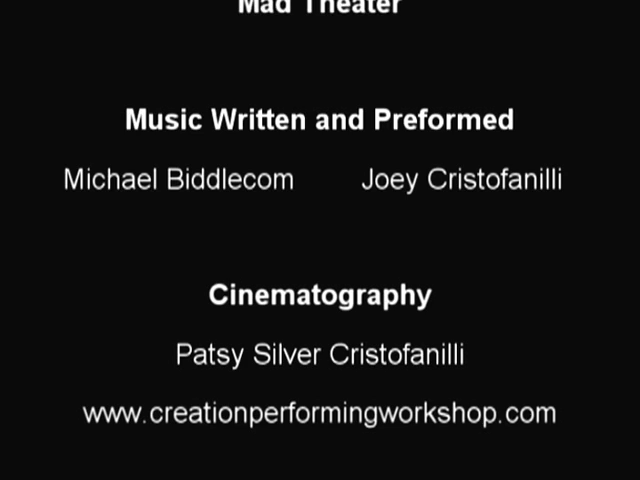 Mad Theater
Music Written and Preformed
Michael Biddlecom Joey Cristofanilli
Cinematography
Patsy Silver Cristofanilli
www.creationperformingworkshop.com